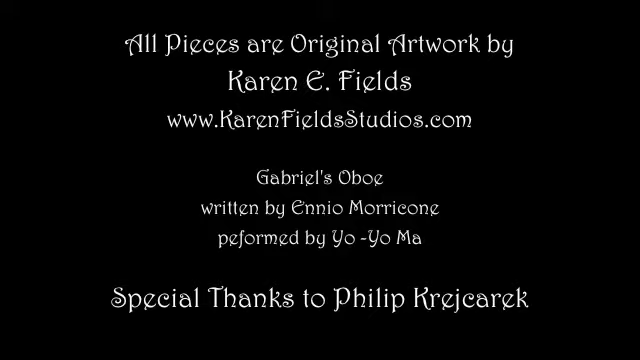 All Pieces are Original Artwork by
Karen E. Fields
www.KarenFieldsStudios.com
Gabriel's Oboe
written by Ennio Morricone
peformed by Yo -Yo Ma
Special Thanks to Philip Krejcarek